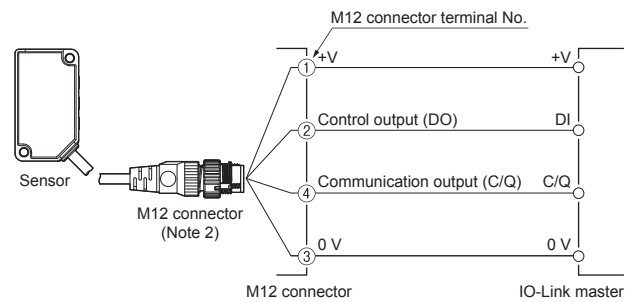 M12 connector terminal No.
1 +V +V
2 Control output (DO) DI
Sensor
4 Communication output (C/Q) C/Q
M12 connector
(Note 2)
3 0 V 0 V
M12 connector IO-Link master